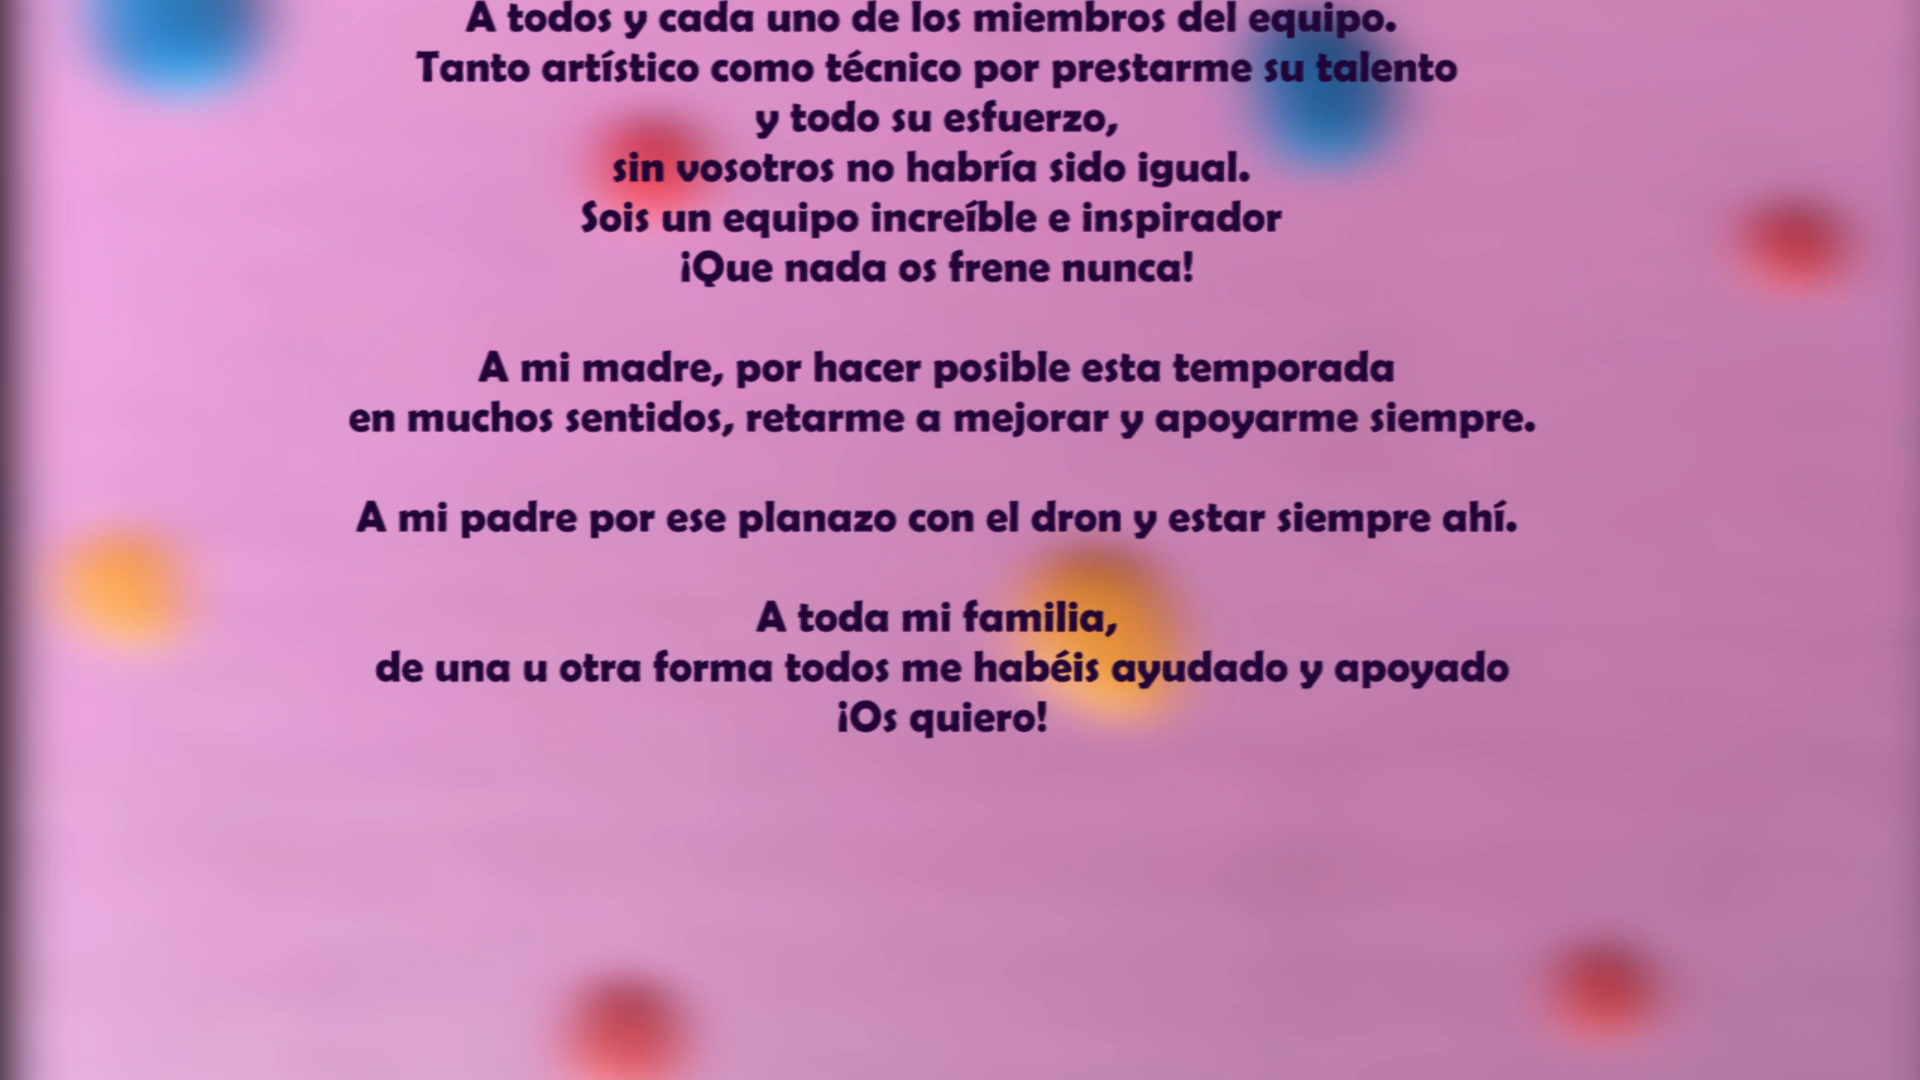 A todos y cada uno de los miembros del equipo.
Tanto artístico como técnico por prestarme su talento
y todo su esfuerzo,
sin vosotros no habría sido igual.
Sois un equipo increíble e inspirador
¡Que nada os frene nunca!
A mi madre, por hacer posible esta temporada
en muchos sentidos, retarme a mejorar y apoyarme siempre.
A mi padre por ese planazo con el dron y estar siempre ahí.
A toda mi familia,
de una u otra forma todos me habéis ayudado y apoyado
¡Os quiero!